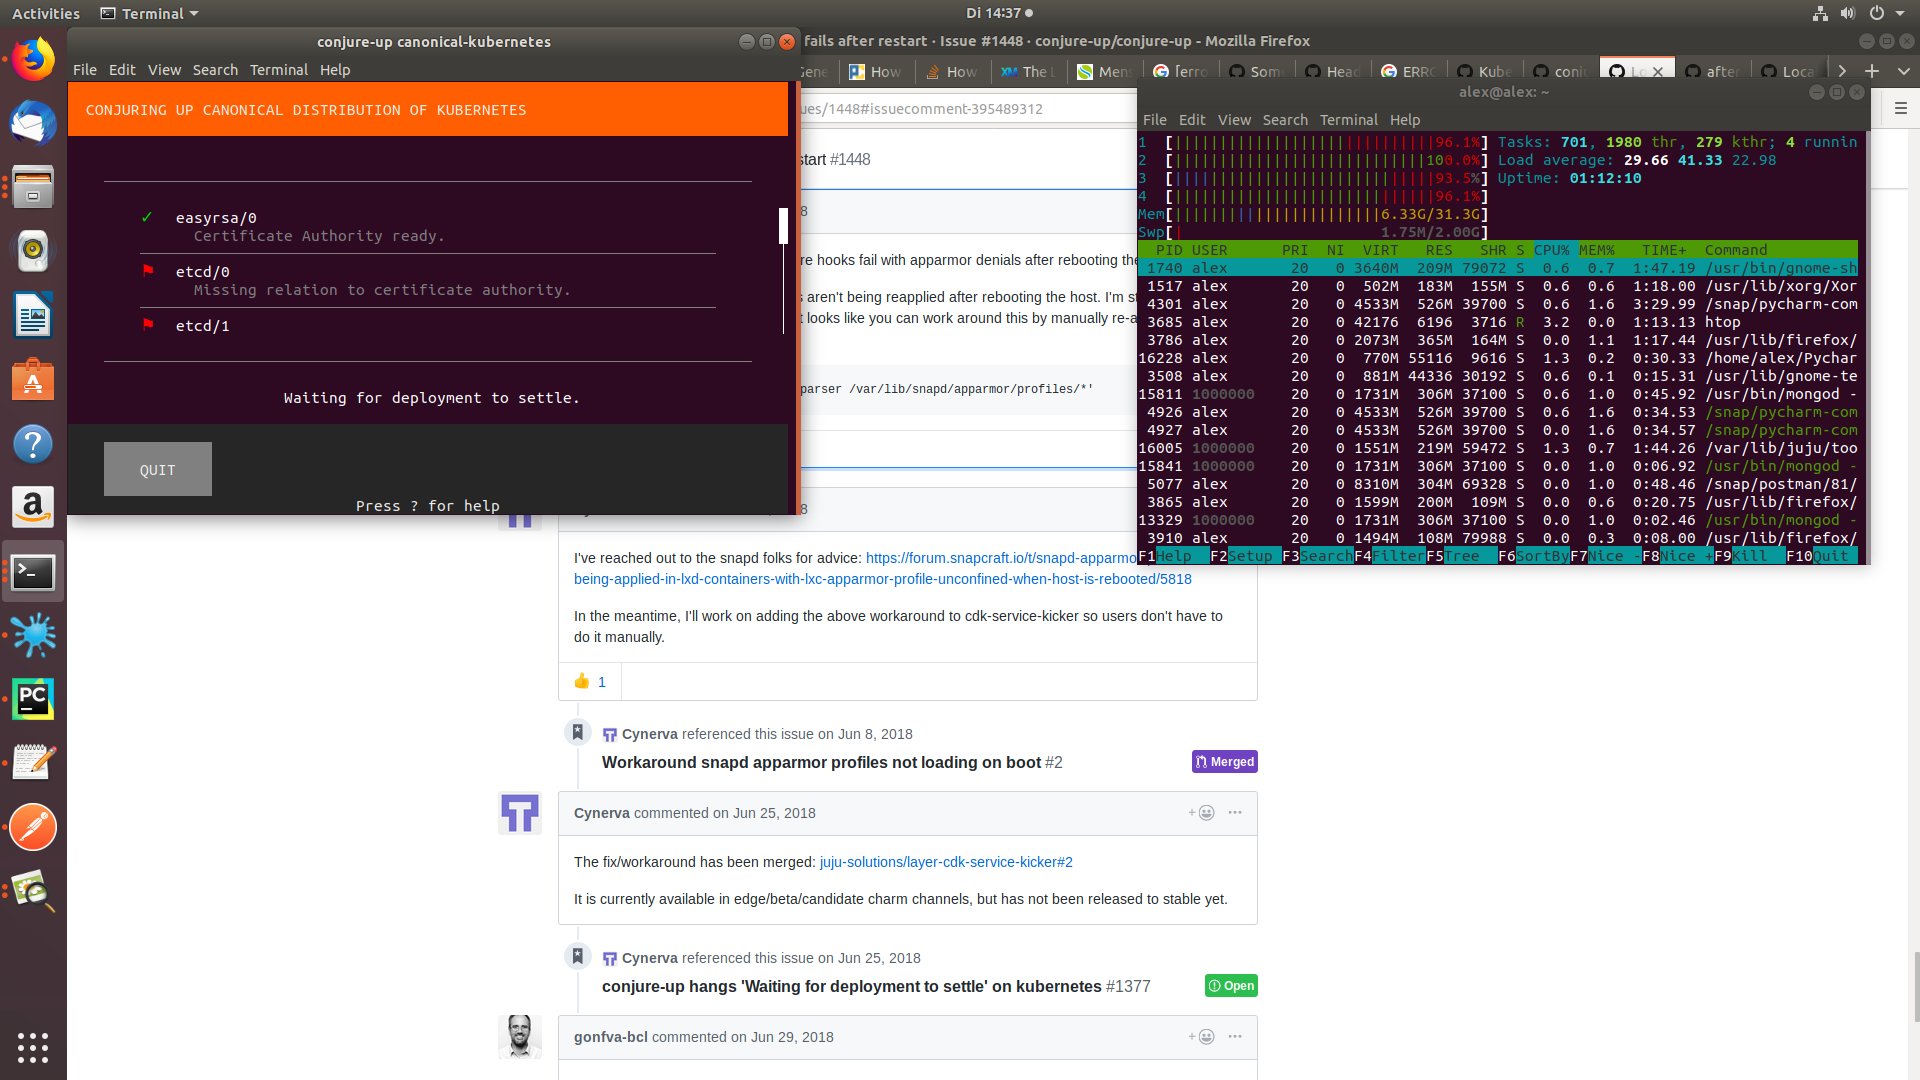 Activities
Terminal
Di 14:37
conjure-up canonical-kubernetes
File Edit View Search Terminal Help
CONJURING UP CANONICAL DISTRIBUTION OF KUBERNETES
✓ easyrsa/0
Certificate Authority ready.
etcd/0
Missing relation to certificate authority.
etcd/1
Waiting for deployment to settle.
QUIT
Press ? for help
fails after restart · Issue #1448 · conjure-up/conjure-up - Mozilla Firefox
How
How
The
Mens
Som
Head
ERRC
Kube
conj
Lo
after
Loca
ues/1448#issuecomment-395489312
start #1448
8
re hooks fail with apparmor denials after rebooting the
s aren't being reapplied after rebooting the host. I'm st
t looks like you can work around this by manually re-a
parser /var/lib/snapd/apparmor/profiles/*'
8
I've reached out to the snapd folks for advice: https://forum.snapcraft.io/t/snapd-apparmo
being-applied-in-lxd-containers-with-lxc-apparmor-profile-unconfined-when-host-is-rebooted/5818
In the meantime, I'll work on adding the above workaround to cdk-service-kicker so users don't have to
do it manually.
👍 1
Cynerva referenced this issue on Jun 8, 2018
Workaround snapd apparmor profiles not loading on boot #2
Merged
Cynerva commented on Jun 25, 2018
The fix/workaround has been merged: juju-solutions/layer-cdk-service-kicker#2
It is currently available in edge/beta/candidate charm channels, but has not been released to stable yet.
Cynerva referenced this issue on Jun 25, 2018
conjure-up hangs 'Waiting for deployment to settle' on kubernetes #1377
Open
gonfva-bcl commented on Jun 29, 2018
alex@alex: ~
File Edit View Search Terminal Help
1 [96.1%] Tasks: 701, 1980 thr, 279 kthr; 4 runnin
2 [100.0%] Load average: 29.66 41.33 22.98
3 [93.5%] Uptime: 01:12:10
4 [96.1%]
Mem[6.33G/31.3G]
Swp[1.75M/2.00G]
PID USER PRI NI VIRT RES SHR S CPU% MEM% TIME+ Command
1740 alex 20 0 3640M 209M 79072 S 0.6 0.7 1:47.19 /usr/bin/gnome-sh
1517 alex 20 0 502M 183M 155M S 0.6 0.6 1:18.00 /usr/lib/xorg/Xor
4301 alex 20 0 4533M 526M 39700 S 0.6 1.6 3:29.99 /snap/pycharm-com
3685 alex 20 0 42176 6196 3716 R 3.2 0.0 1:13.13 htop
3786 alex 20 0 2073M 365M 164M S 0.0 1.1 1:17.44 /usr/lib/firefox/
16228 alex 20 0 770M 55116 9616 S 1.3 0.2 0:30.33 /home/alex/Pychar
3508 alex 20 0 881M 44336 30192 S 0.6 0.1 0:15.31 /usr/lib/gnome-te
15811 1000000 20 0 1731M 306M 37100 S 0.6 1.0 0:45.92 /usr/bin/mongod -
4926 alex 20 0 4533M 526M 39700 S 0.6 1.6 0:34.53 /snap/pycharm-com
4927 alex 20 0 4533M 526M 39700 S 0.0 1.6 0:34.57 /snap/pycharm-com
16005 1000000 20 0 1551M 219M 59472 S 1.3 0.7 1:44.26 /var/lib/juju/too
15841 1000000 20 0 1731M 306M 37100 S 0.0 1.0 0:06.92 /usr/bin/mongod -
5077 alex 20 0 8310M 304M 69328 S 0.0 1.0 0:48.46 /snap/postman/81/
3865 alex 20 0 1599M 200M 109M S 0.0 0.6 0:20.75 /usr/lib/firefox/
13329 1000000 20 0 1731M 306M 37100 S 0.0 1.0 0:02.46 /usr/bin/mongod -
3910 alex 20 0 1494M 108M 79988 S 0.0 0.3 0:08.00 /usr/lib/firefox/
F1Help F2Setup F3SearchF4FilterF5Tree F6SortByF7Nice -F8Nice +F9Kill F10Quit